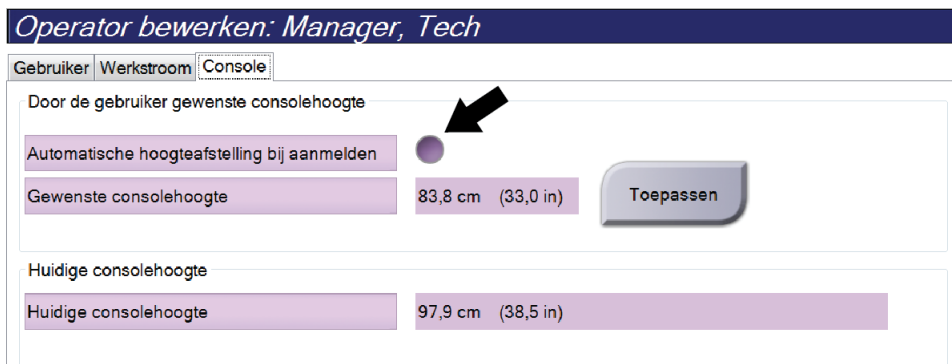 Operator bewerken: Manager, Tech
Gebruiker Werkstroom Console
Door de gebruiker gewenste consolehoogte
Automatische hoogteafstelling bij aanmelden
Gewenste consolehoogte 83,8 cm (33,0 in) Toepassen
Huidige consolehoogte
Huidige consolehoogte 97,9 cm (38,5 in)